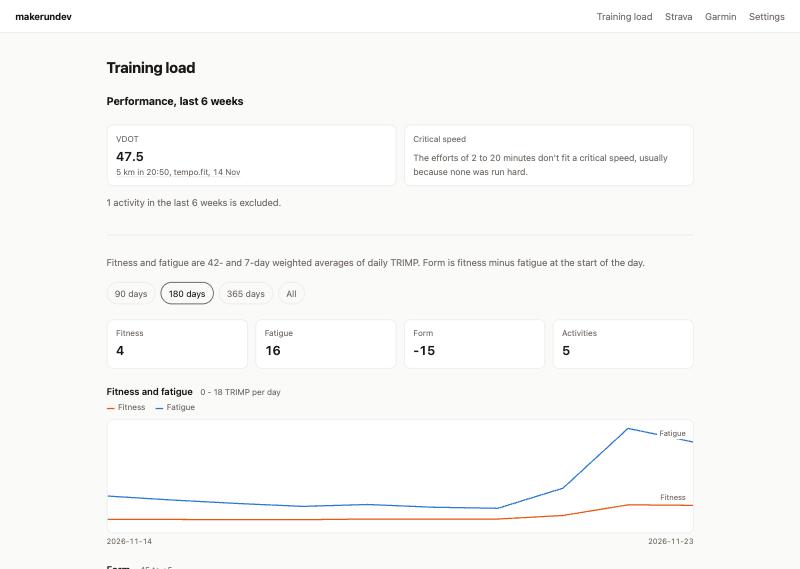 makerundev
Training load Strava Garmin Settings
Training load
Performance, last 6 weeks
VDOT
47.5
5 km in 20:50, tempo.fit, 14 Nov
Critical speed
The efforts of 2 to 20 minutes don't fit a critical speed, usually
because none was run hard.
1 activity in the last 6 weeks is excluded.
Fitness and fatigue are 42- and 7-day weighted averages of daily TRIMP. Form is fitness minus fatigue at the start of the day.
90 days 180 days 365 days All
Fitness
4
Fatigue
16
Form
-15
Activities
5
Fitness and fatigue 0 - 18 TRIMP per day
Fitness Fatigue
Fatigue
Fitness
2026-11-14 2026-11-23